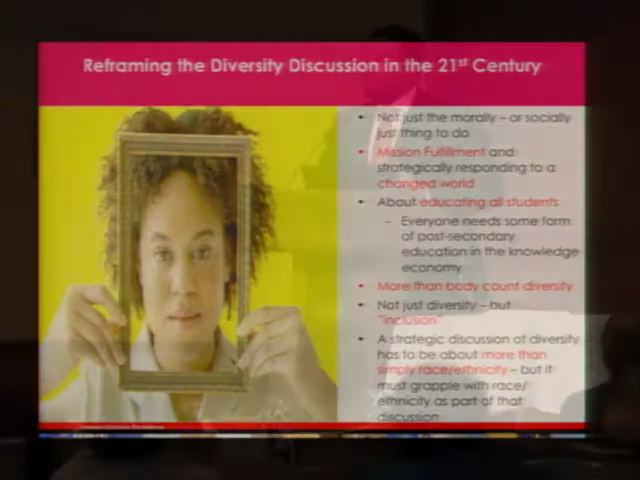 Reframing the Diversity Discussion in the 21st Century
• Not just the morally – or socially
just thing to do
• Mission Fulfillment and
strategically responding to a
changed world
• About educating all students
– Everyone needs some form
of post-secondary
education in the knowledge
economy
• More than body count diversity
• Not just diversity – but
"inclusion"
• A strategic discussion of diversity
has to be about more than
simply race/ethnicity – but it
must grapple with race/
ethnicity as part of that
discussion